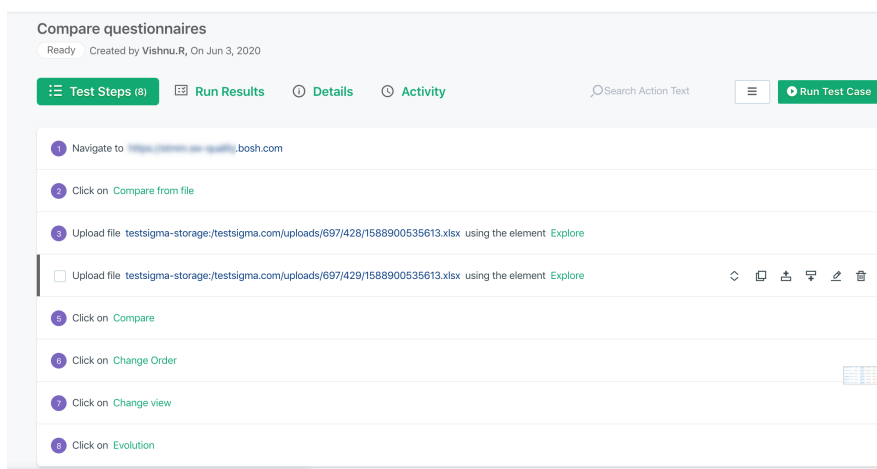 Compare questionnaires
Ready Created by Vishnu.R, On Jun 3, 2020
Test Steps (8) Run Results Details Activity Search Action Text Run Test Case
1 Navigate to .bosh.com
2 Click on Compare from file
3 Upload file testsigma-storage:/testsigma.com/uploads/697/428/1588900535613.xlsx using the element Explore
Upload file testsigma-storage:/testsigma.com/uploads/697/429/1588900535613.xlsx using the element Explore
5 Click on Compare
6 Click on Change Order
7 Click on Change view
8 Click on Evolution